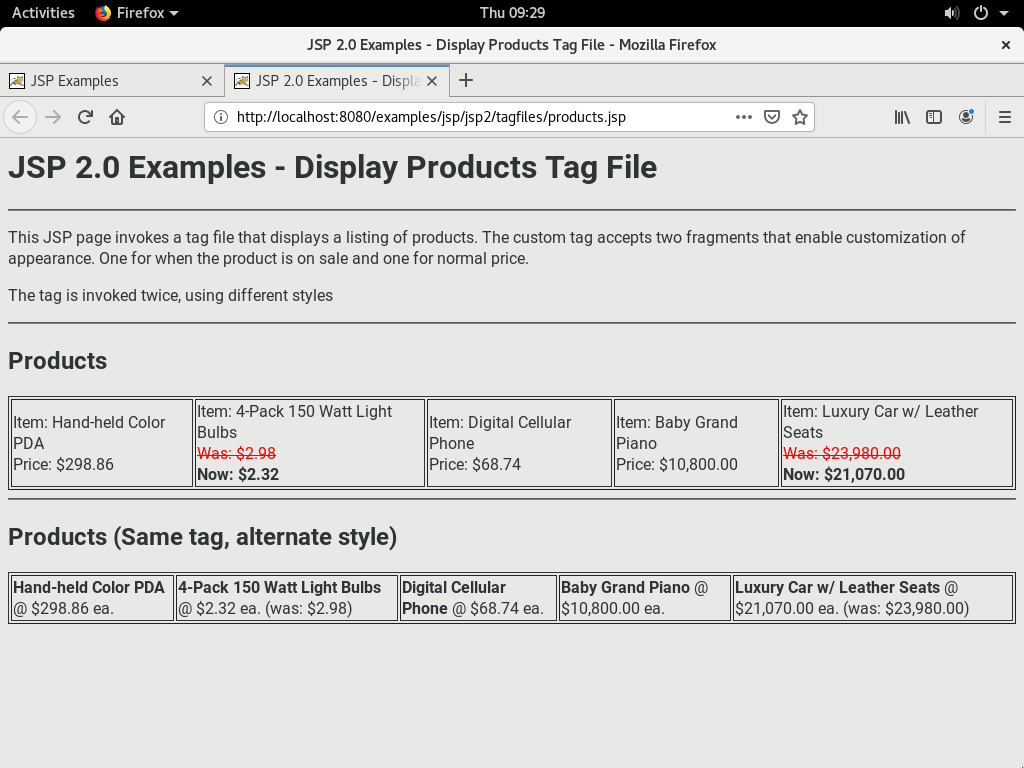 Activities Firefox Thu 09:29
JSP 2.0 Examples - Display Products Tag File - Mozilla Firefox
JSP Examples JSP 2.0 Examples - Displa
http://localhost:8080/examples/jsp/jsp2/tagfiles/products.jsp
JSP 2.0 Examples - Display Products Tag File
This JSP page invokes a tag file that displays a listing of products. The custom tag accepts two fragments that enable customization of
appearance. One for when the product is on sale and one for normal price.
The tag is invoked twice, using different styles
Products
Item: Hand-held Color
PDA
Price: $298.86
Item: 4-Pack 150 Watt Light
Bulbs
Was: $2.98
Now: $2.32
Item: Digital Cellular
Phone
Price: $68.74
Item: Baby Grand
Piano
Price: $10,800.00
Item: Luxury Car w/ Leather
Seats
Was: $23,980.00
Now: $21,070.00
Products (Same tag, alternate style)
Hand-held Color PDA
@ $298.86 ea.
4-Pack 150 Watt Light Bulbs
@ $2.32 ea. (was: $2.98)
Digital Cellular
Phone @ $68.74 ea.
Baby Grand Piano @
$10,800.00 ea.
Luxury Car w/ Leather Seats @
$21,070.00 ea. (was: $23,980.00)